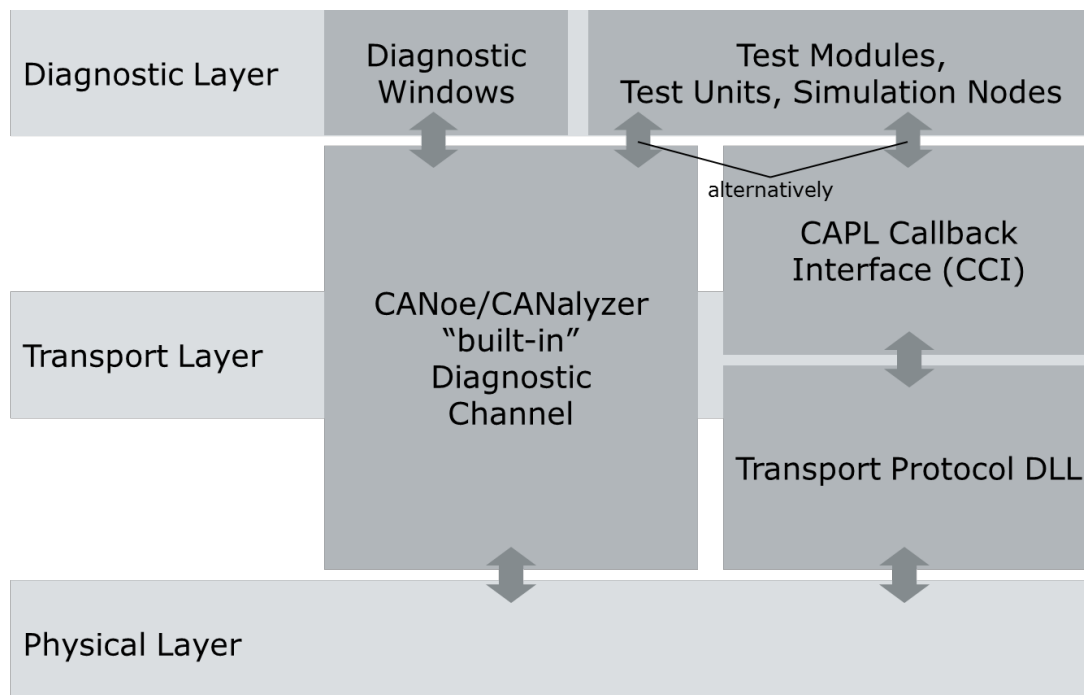 Diagnostic Layer
Diagnostic
Windows
Test Modules,
Test Units, Simulation Nodes
alternatively
CAPL Callback
Interface (CCI)
CANoe/CANalyzer
“built-in”
Diagnostic
Channel
Transport Layer
Transport Protocol DLL
Physical Layer